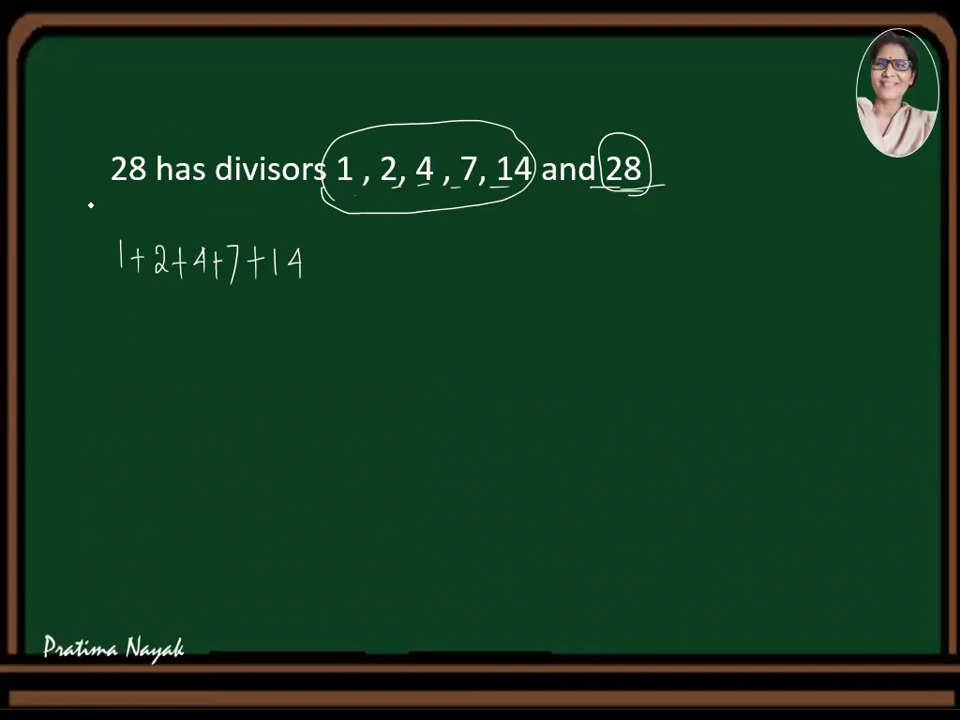 28 has divisors 1 , 2, 4 , 7, 14 and 28
1+2+4+7+14
Pratima Nayak